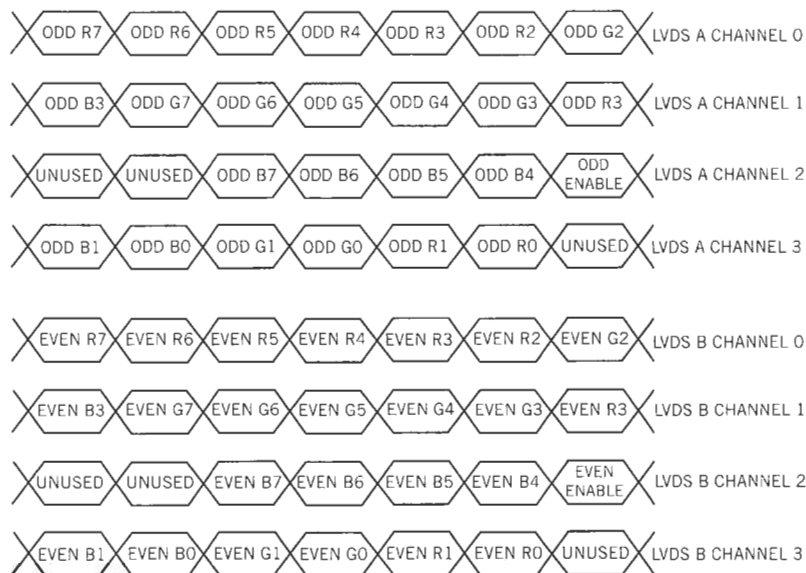 ODD R7 ODD R6 ODD R5 ODD R4 ODD R3 ODD R2 ODD G2 LVDS A CHANNEL 0
ODD B3 ODD G7 ODD G6 ODD G5 ODD G4 ODD G3 ODD R3 LVDS A CHANNEL 1
UNUSED UNUSED ODD B7 ODD B6 ODD B5 ODD B4 ODD ENABLE LVDS A CHANNEL 2
ODD B1 ODD B0 ODD G1 ODD G0 ODD R1 ODD R0 UNUSED LVDS A CHANNEL 3
EVEN R7 EVEN R6 EVEN R5 EVEN R4 EVEN R3 EVEN R2 EVEN G2 LVDS B CHANNEL 0
EVEN B3 EVEN G7 EVEN G6 EVEN G5 EVEN G4 EVEN G3 EVEN R3 LVDS B CHANNEL 1
UNUSED UNUSED EVEN B7 EVEN B6 EVEN B5 EVEN B4 EVEN ENABLE LVDS B CHANNEL 2
EVEN B1 EVEN B0 EVEN G1 EVEN G0 EVEN R1 EVEN R0 UNUSED LVDS B CHANNEL 3